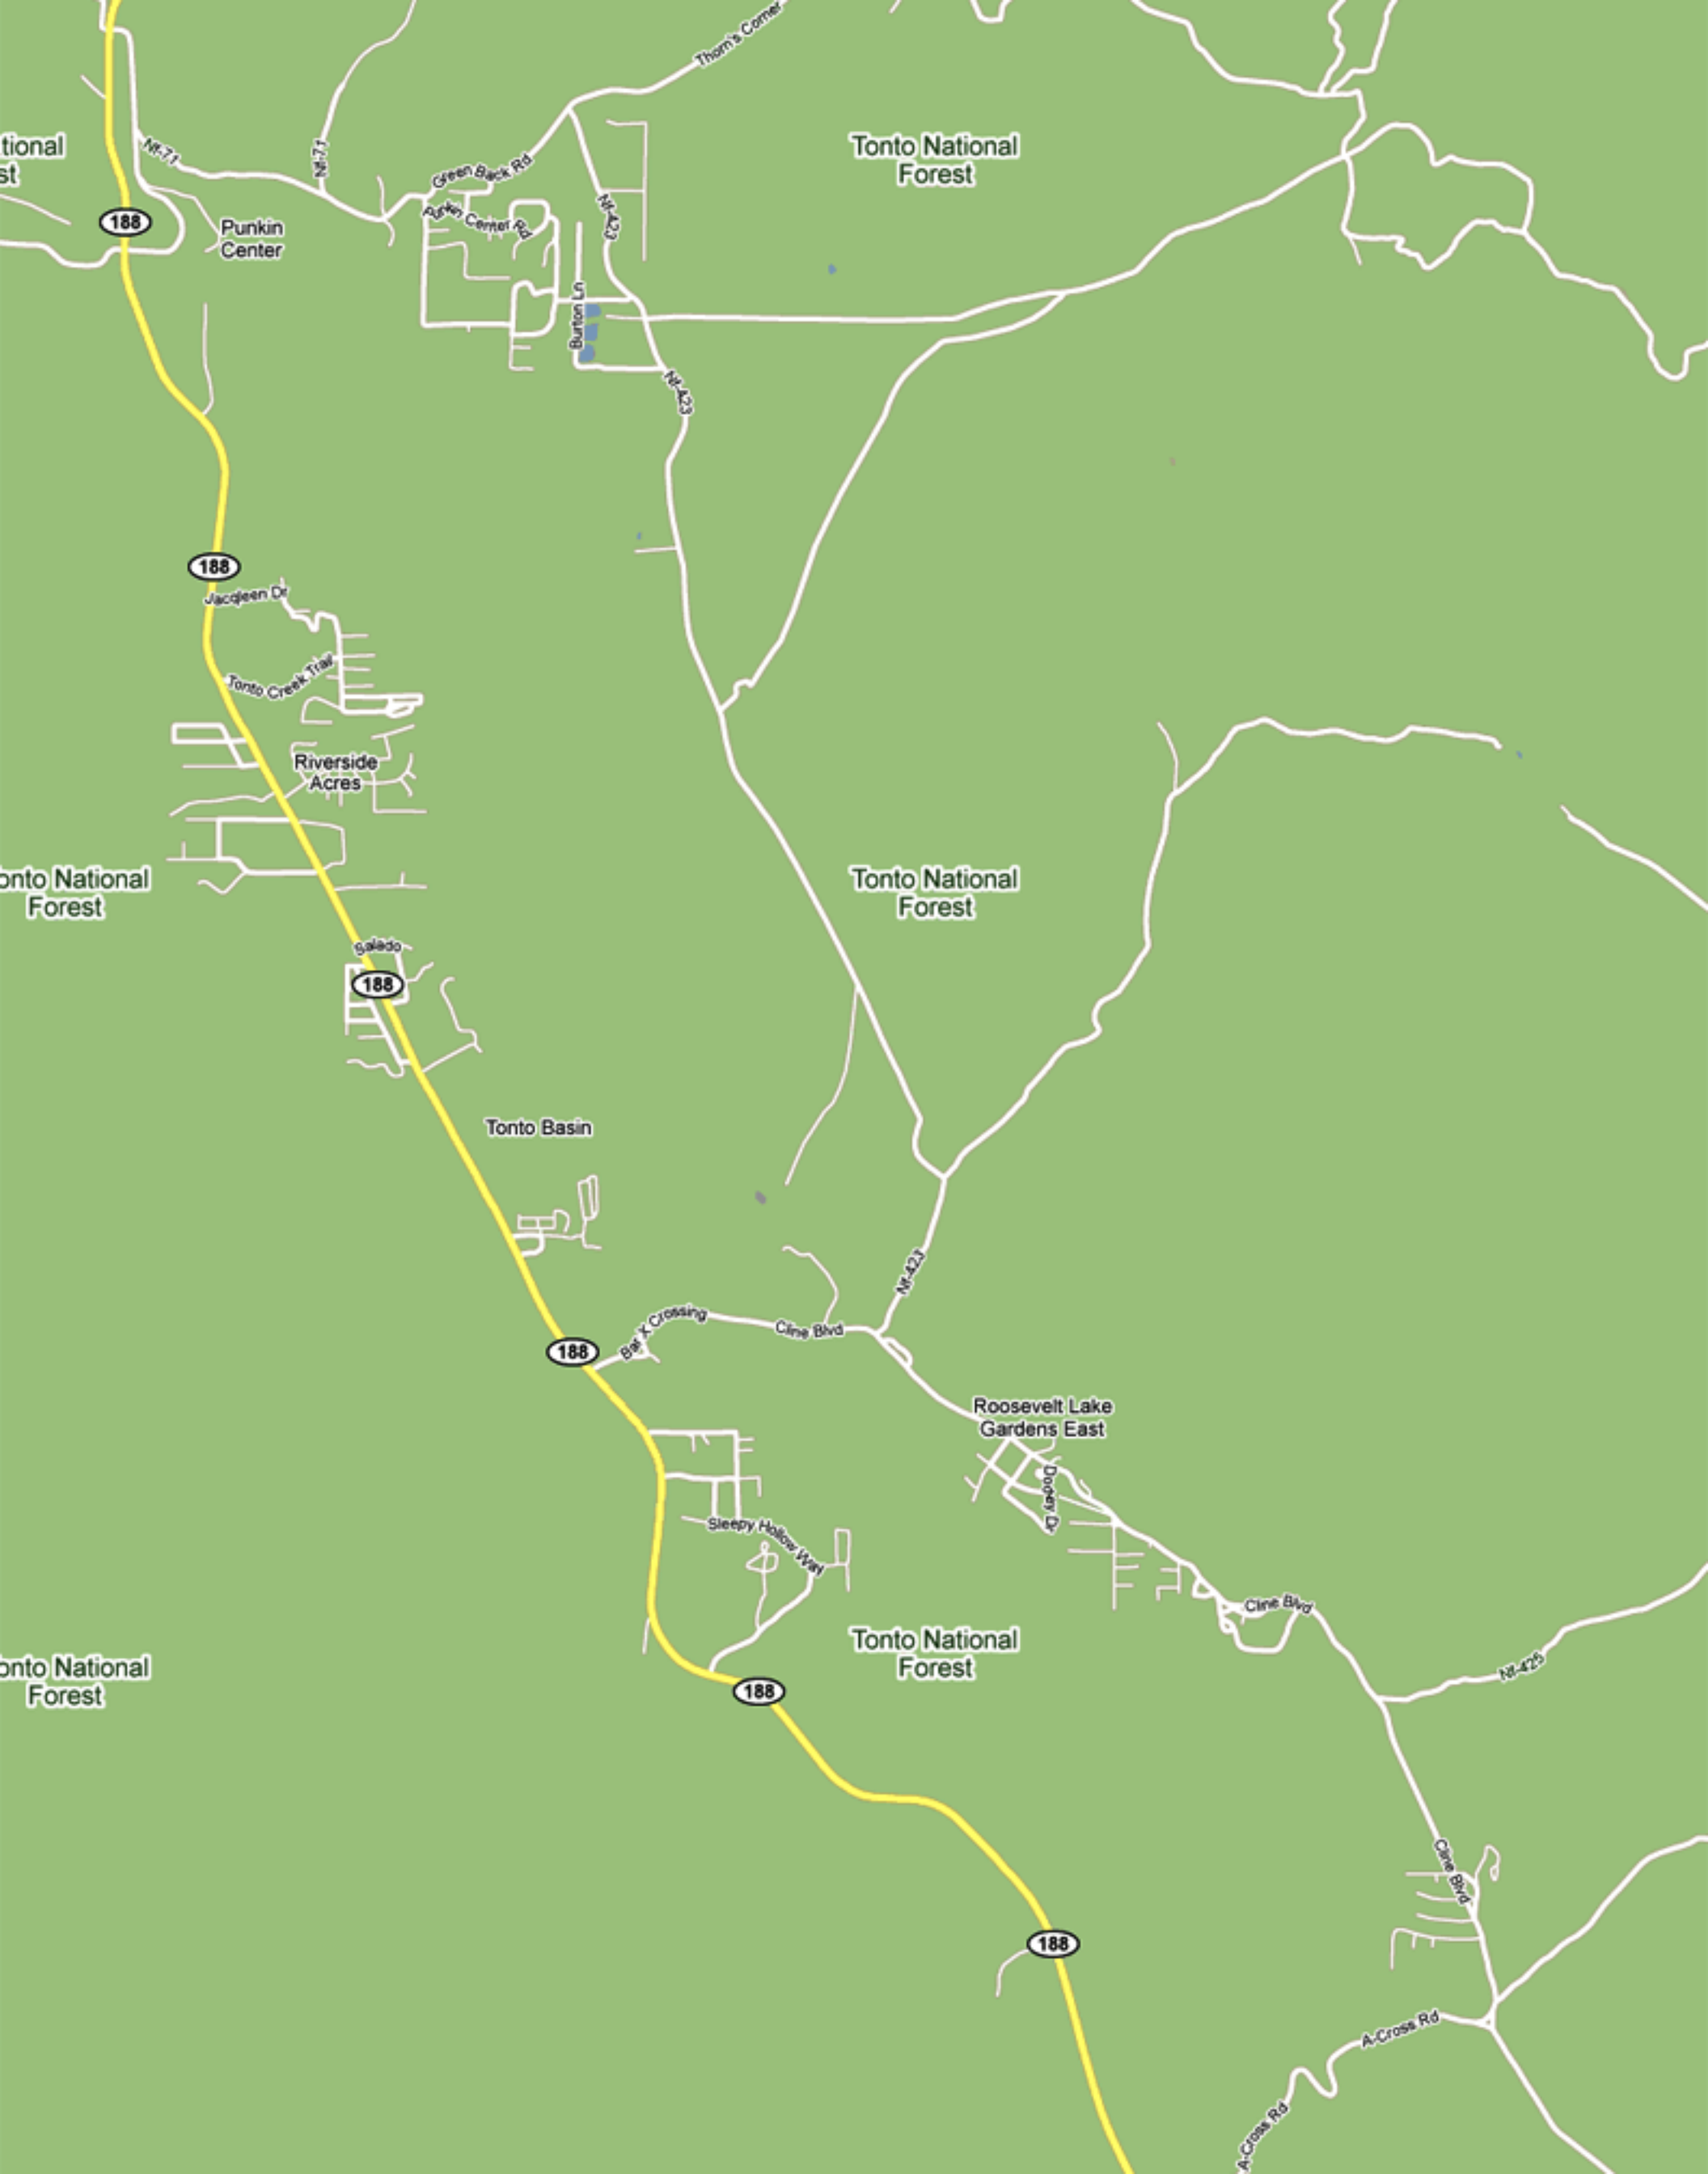 Thorn's Corner
tional
st
Nf-71
Nf-71
Green Back Rd
Tonto National
Forest
188
Punkin
Center
Punkin Center Rd
Nf-423
Burton Ln
Nf-423
188
Jacqleen Dr
Tonto Creek Trail
Riverside
Acres
onto National
Forest
Tonto National
Forest
Salado
188
Tonto Basin
Nf-423
Bar X Crossing
Cline Blvd
188
Roosevelt Lake
Gardens East
Dooley Dr
Sleepy Hollow Way
Cline Blvd
Tonto National
Forest
onto National
Forest
Nf-425
188
Cline Blvd
188
A-Cross Rd
A-Cross Rd